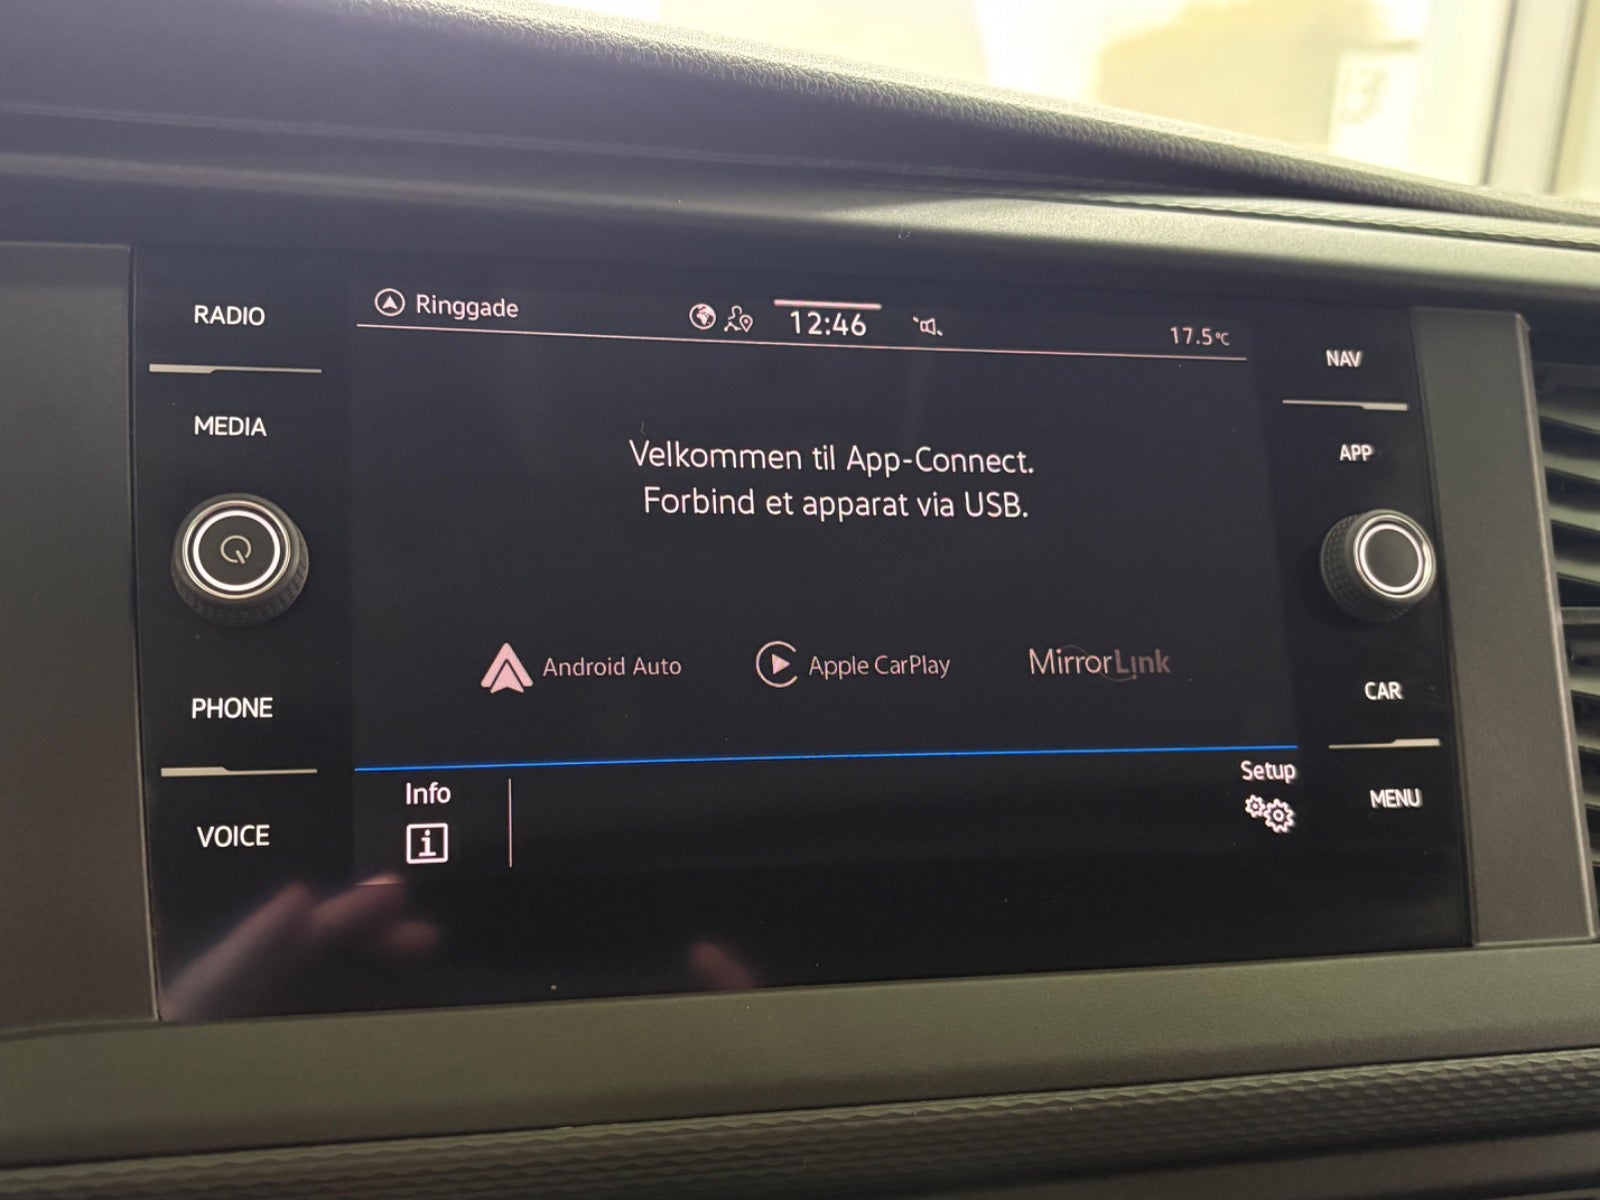 RADIO
MEDIA
PHONE
VOICE
Ringgade
12:46
17.5°C
Velkommen til App-Connect.
Forbind et apparat via USB.
Android Auto
Apple CarPlay
MirrorLink
Info
i
Setup
NAV
APP
CAR
MENU